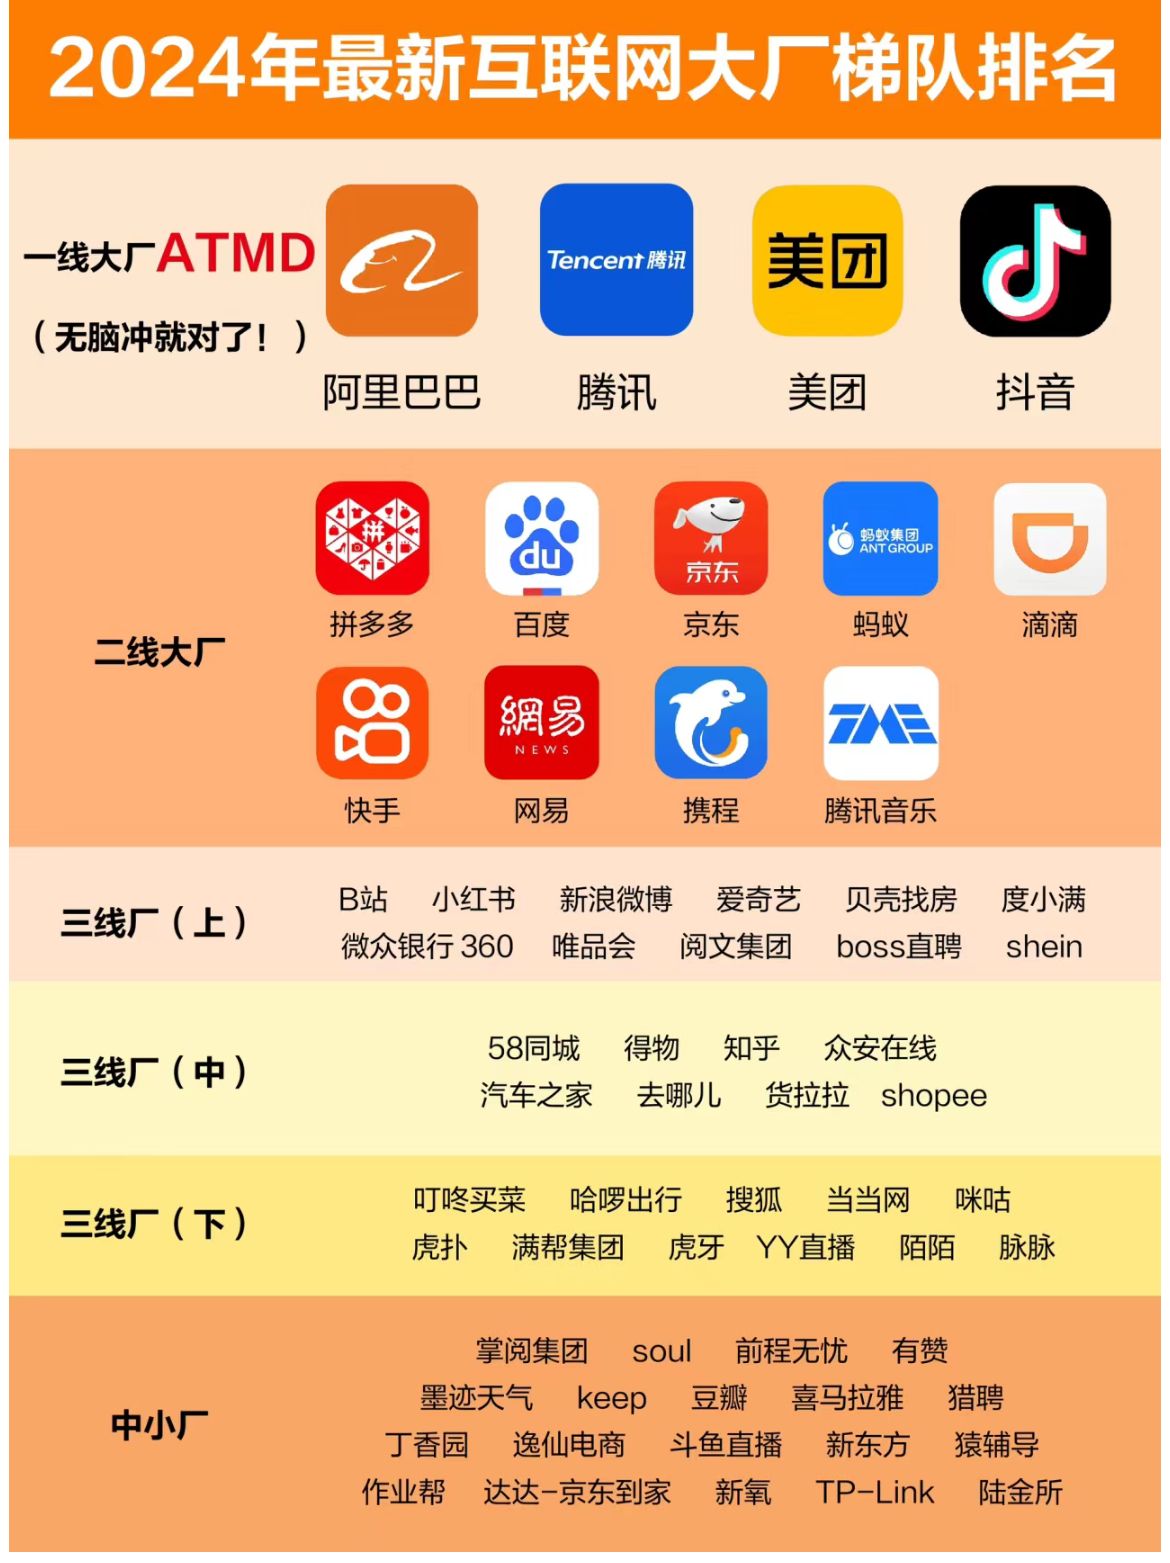 2024年最新互联网大厂梯队排名
一线大厂ATMD
（无脑冲就对了！）
Tencent 腾讯
美团
阿里巴巴 腾讯 美团 抖音
二线大厂
拼
du
京东
蚂蚁集团
ANT GROUP
拼多多 百度 京东 蚂蚁 滴滴
網易
NEWS
TME
快手 网易 携程 腾讯音乐
三线厂（上）
B站 小红书 新浪微博 爱奇艺 贝壳找房 度小满
微众银行 360 唯品会 阅文集团 boss直聘 shein
三线厂（中）
58同城 得物 知乎 众安在线
汽车之家 去哪儿 货拉拉 shopee
三线厂（下）
叮咚买菜 哈啰出行 搜狐 当当网 咪咕
虎扑 满帮集团 虎牙 YY直播 陌陌 脉脉
中小厂
掌阅集团 soul 前程无忧 有赞
墨迹天气 keep 豆瓣 喜马拉雅 猎聘
丁香园 逸仙电商 斗鱼直播 新东方 猿辅导
作业帮 达达-京东到家 新氧 TP-Link 陆金所